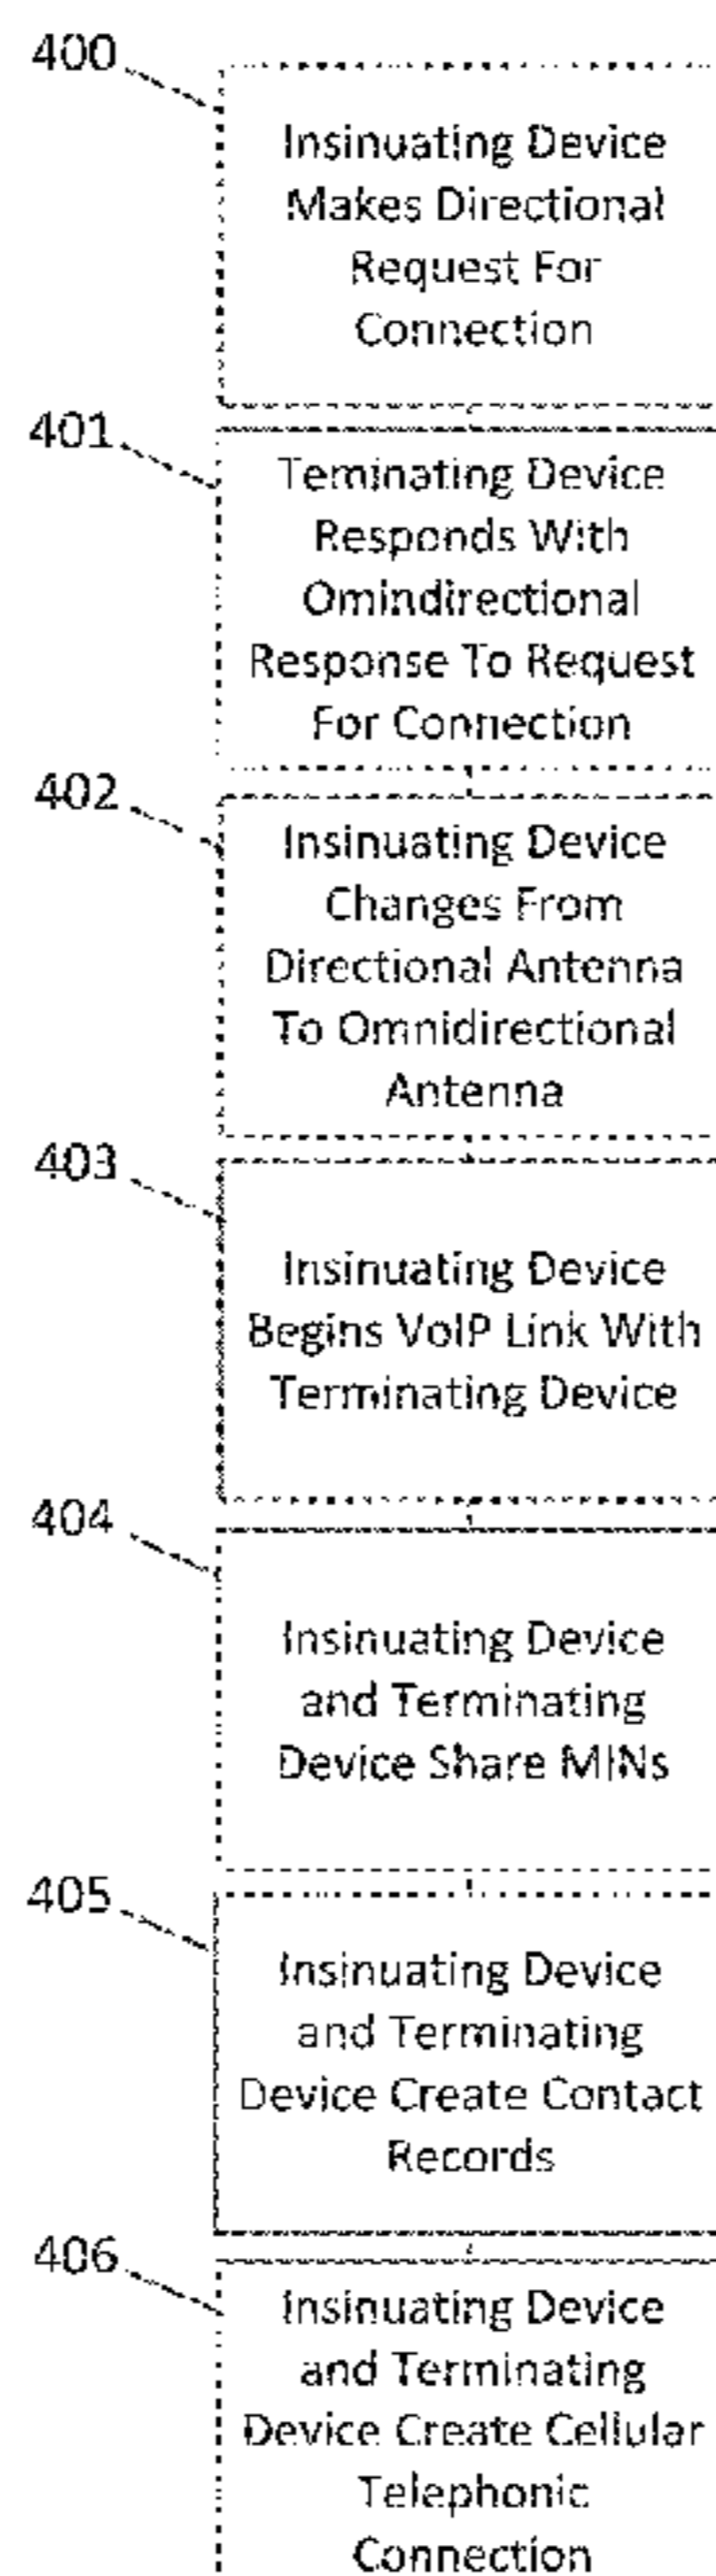 400
Insinuating Device
Makes Directional
Request For
Connection
401
Teminating Device
Responds With
Omindirectional
Response To Request
For Connection
402
Insinuating Device
Changes From
Directional Antenna
To Omnidirectional
Antenna
403
Insinuating Device
Begins VoIP Link With
Terminating Device
404
Insinuating Device
and Terminating
Device Share MINs
405
Insinuating Device
and Terminating
Device Create Contact
Records
406
Insinuating Device
and Terminating
Device Create Cellular
Telephonic
Connection